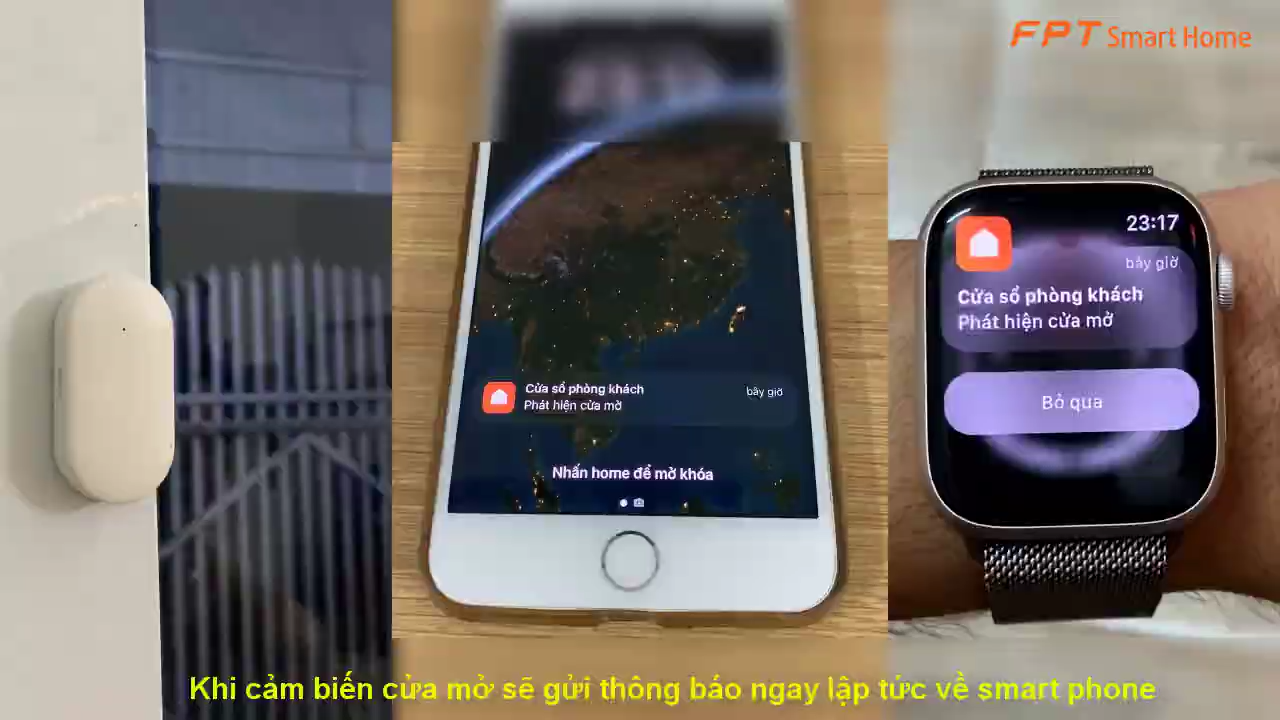 FPT Smart Home
Cửa sổ phòng khách
bây giờ
Phát hiện cửa mở
Nhấn home để mở khóa
23:17
bây giờ
Cửa sổ phòng khách
Phát hiện cửa mở
Bỏ qua
Khi cảm biến cửa mở sẽ gửi thông báo ngay lập tức về smart phone